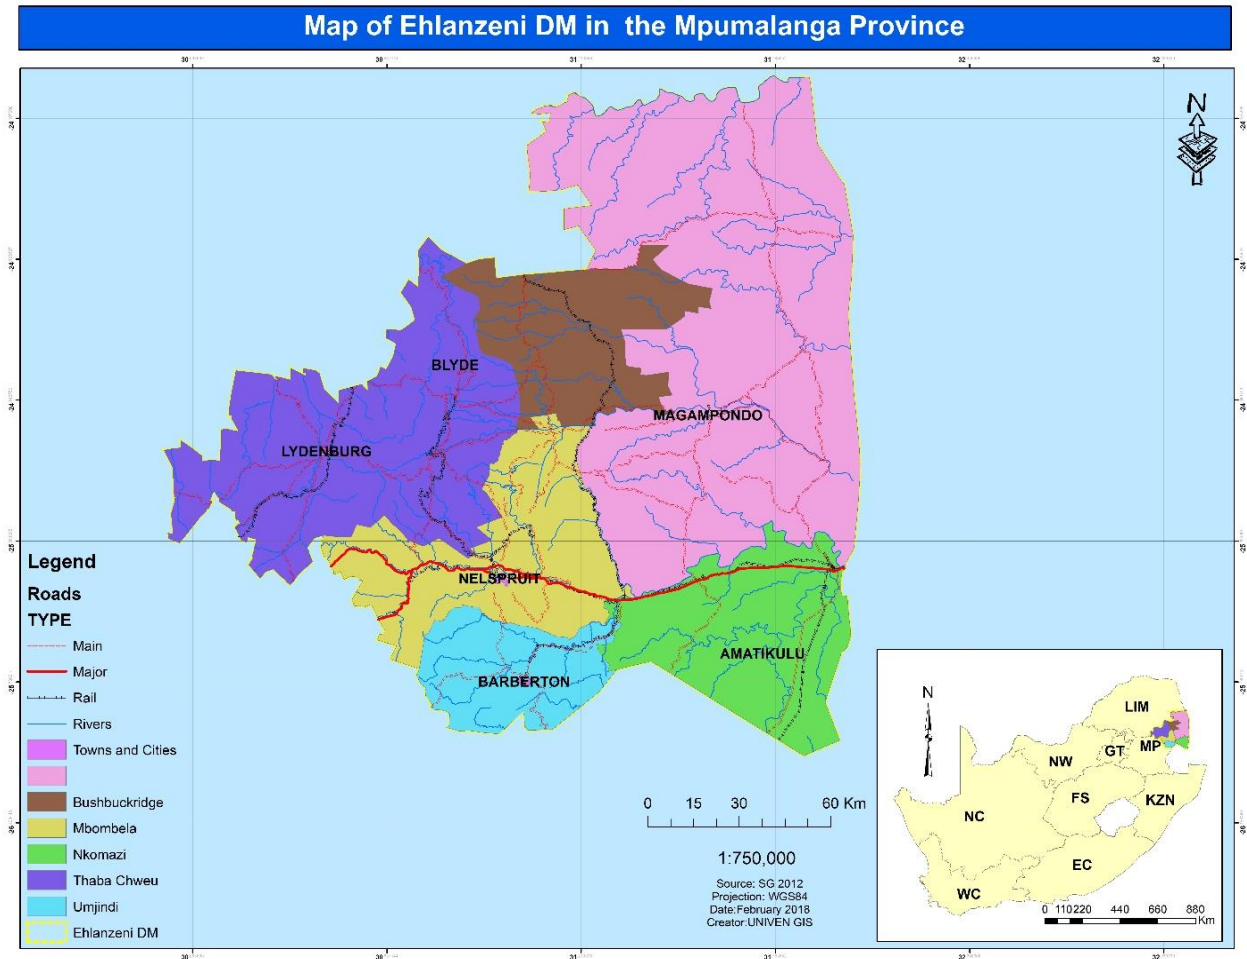 Map of Ehlanzeni DM in the Mpumalanga Province
N
BLYDE
MAGAMPONDO
LYDENBURG
NELSPRUIT
AMATIKULU
BARBERTON
Legend
Roads
TYPE
Main
Major
Rail
Rivers
Towns and Cities
Bushbuckridge
Mbombela
Nkomazi
Thaba Chweu
Umjindi
Ehlanzeni DM
0 15 30 60 Km
1:750,000
Source: SG 2012
Projection: WGS84
Date:February 2018
Creator:UNIVEN GIS
N
LIM
MP
GT
NW
FS
KZN
NC
EC
WC
0 110220 440 660 880
Km